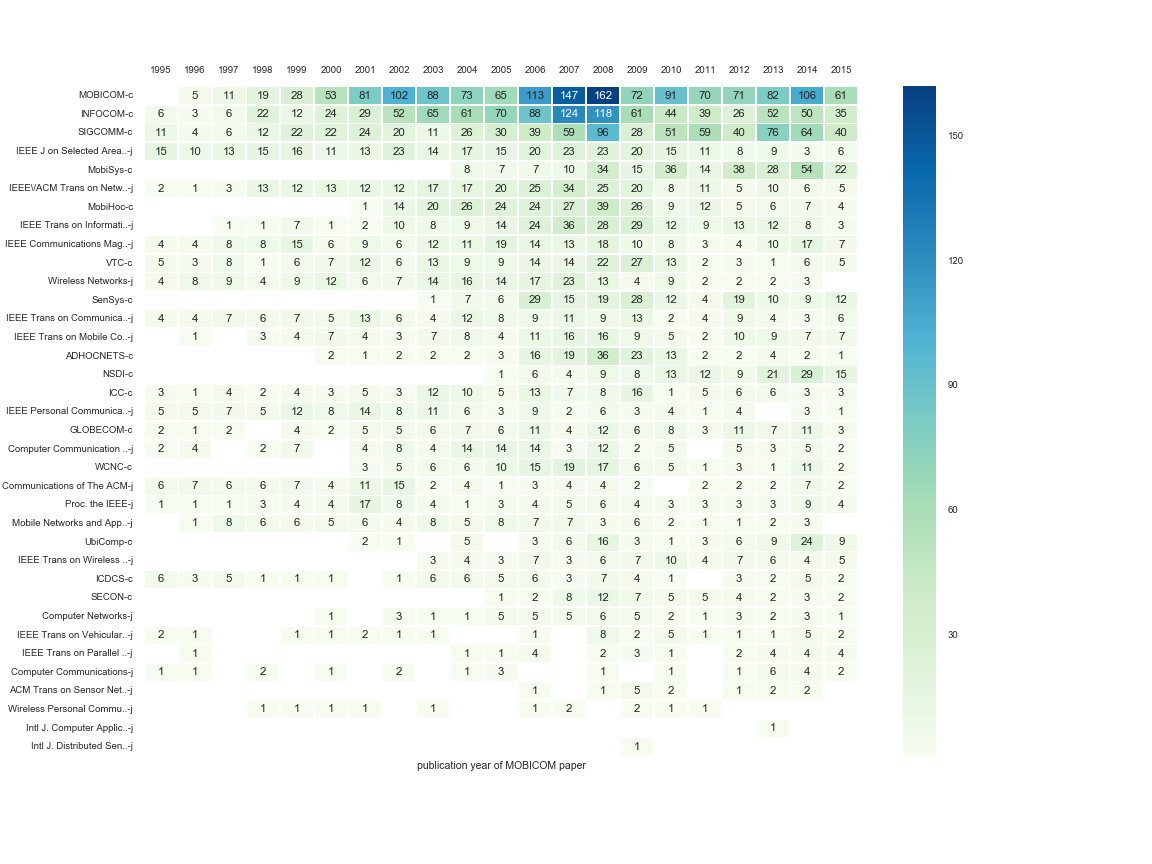 1995 1996 1997 1998 1999 2000 2001 2002 2003 2004 2005 2006 2007 2008 2009 2010 2011 2012 2013 2014 2015
MOBICOM-c 5 11 19 28 53 81 102 88 73 65 113 147 162 72 91 70 71 82 106 61
INFOCOM-c 6 3 6 22 12 24 29 52 65 61 70 88 124 118 61 44 39 26 52 50 35
150
SIGCOMM-c 11 4 6 12 22 22 24 20 11 26 30 39 59 96 28 51 59 40 76 64 40
IEEE J on Selected Area..-j 15 10 13 15 16 11 13 23 14 17 15 20 23 23 20 15 11 8 9 3 6
MobiSys-c 8 7 7 10 34 15 36 14 38 28 54 22
IEEE\/ACM Trans on Netw..-j 2 1 3 13 12 13 12 12 17 17 20 25 34 25 20 8 11 5 10 6 5
MobiHoc-c 1 14 20 26 24 24 27 39 26 9 12 5 6 7 4
IEEE Trans on Informati..-j 1 1 7 1 2 10 8 9 14 24 36 28 29 12 9 13 12 8 3
IEEE Communications Mag..-j 4 4 8 8 15 6 9 6 12 11 19 14 13 18 10 8 3 4 10 17 7
VTC-c 5 3 8 1 6 7 12 6 13 9 9 14 14 22 27 13 2 3 1 6 5
120
Wireless Networks-j 4 8 9 4 9 12 6 7 14 16 14 17 23 13 4 9 2 2 2 3
SenSys-c 1 7 6 29 15 19 28 12 4 19 10 9 12
IEEE Trans on Communica..-j 4 4 7 6 7 5 13 6 4 12 8 9 11 9 13 2 4 9 4 3 6
IEEE Trans on Mobile Co..-j 1 3 4 7 4 3 7 8 4 11 16 16 9 5 2 10 9 7 7
ADHOCNETS-c 2 1 2 2 2 3 16 19 36 23 13 2 2 4 2 1
NSDI-c 1 6 4 9 8 13 12 9 21 29 15
90
ICC-c 3 1 4 2 4 3 5 3 12 10 5 13 7 8 16 1 5 6 6 3 3
IEEE Personal Communica..-j 5 5 7 5 12 8 14 8 11 6 3 9 2 6 3 4 1 4 3 1
GLOBECOM-c 2 1 2 4 2 5 5 6 7 6 11 4 12 6 8 3 11 7 11 3
Computer Communication ..-j 2 4 2 7 4 8 4 14 14 14 3 12 2 5 5 3 5 2
WCNC-c 3 5 6 6 10 15 19 17 6 5 1 3 1 11 2
Communications of The ACM-j 6 7 6 6 7 4 11 15 2 4 1 3 4 4 2 2 2 2 7 2
Proc. the IEEE-j 1 1 1 3 4 4 17 8 4 1 3 4 5 6 4 3 3 3 3 9 4
60
Mobile Networks and App..-j 1 8 6 6 5 6 4 8 5 8 7 7 3 6 2 1 1 2 3
UbiComp-c 2 1 5 3 6 16 3 1 3 6 9 24 9
IEEE Trans on Wireless ..-j 3 4 3 7 3 6 7 10 4 7 6 4 5
ICDCS-c 6 3 5 1 1 1 1 6 6 5 6 3 7 4 1 3 2 5 2
SECON-c 1 2 8 12 7 5 5 4 2 3 2
Computer Networks-j 1 3 1 1 5 5 5 6 5 2 1 3 2 3 1
IEEE Trans on Vehicular..-j 2 1 1 1 2 1 1 1 8 2 5 1 1 1 5 2
30
IEEE Trans on Parallel ..-j 1 1 1 4 2 3 1 2 4 4 4
Computer Communications-j 1 1 2 1 2 1 3 1 1 1 6 4 2
ACM Trans on Sensor Net..-j 1 1 5 2 1 2 2
Wireless Personal Commu..-j 1 1 1 1 1 1 2 2 1 1
Intl J. Computer Applic..-j 1
Intl J. Distributed Sen..-j 1
publication year of MOBICOM paper